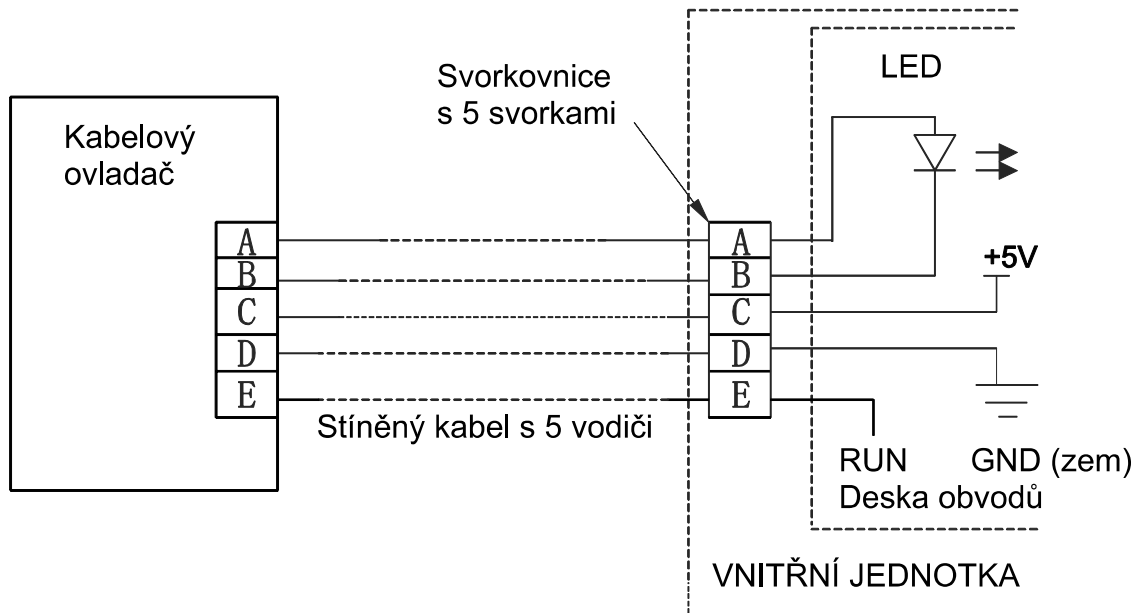 LED
Svorkovnice
s 5 svorkami
Kabelový
ovladač
A
B
C
D
E
A
B
C
D
E
+5V
Stíněný kabel s 5 vodiči
RUN
GND (zem)
Deska obvodů
VNITŘNÍ JEDNOTKA